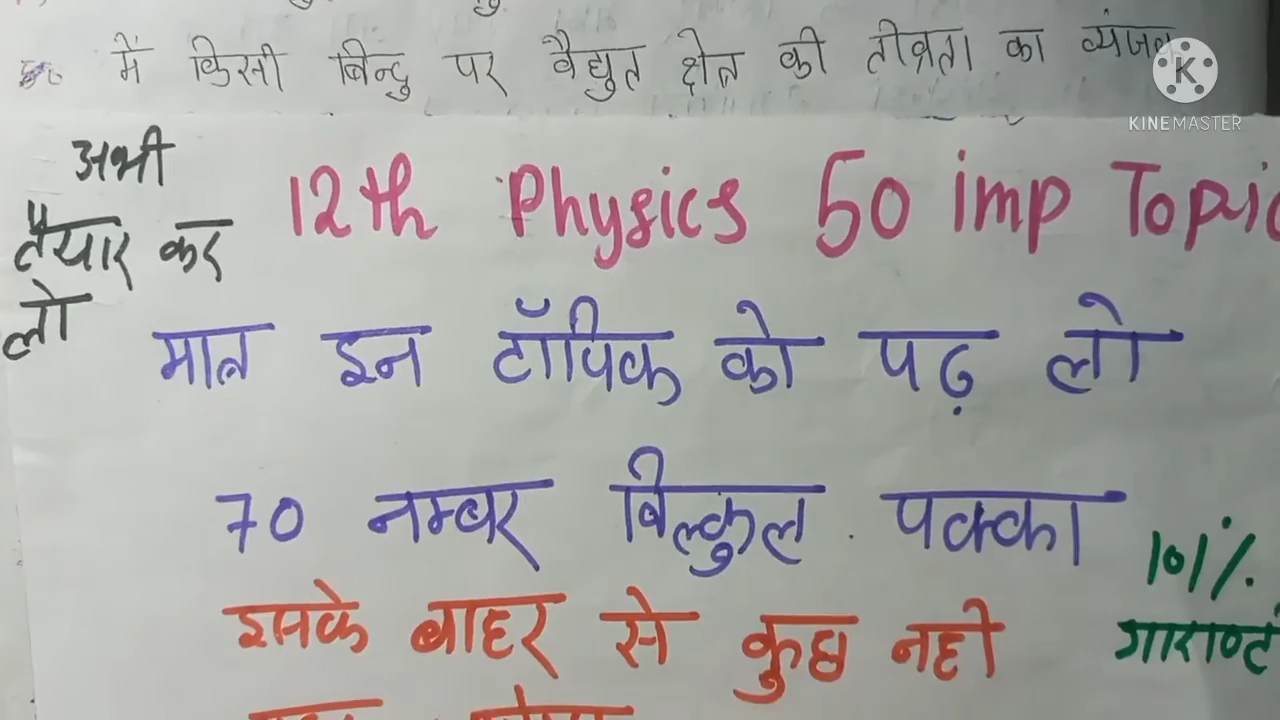 में किसी बिन्दु पर वैद्युत क्षेत्र की तीव्रता का व्यंजक
KINEMASTER
अभी
तैयार कर
लो
12th Physics 50 imp Topic
मात्र इन टॉपिक को पढ़ लो
70 नम्बर बिल्कुल पक्का
101%
गारण्टी
इसके बाहर से कुछ नही